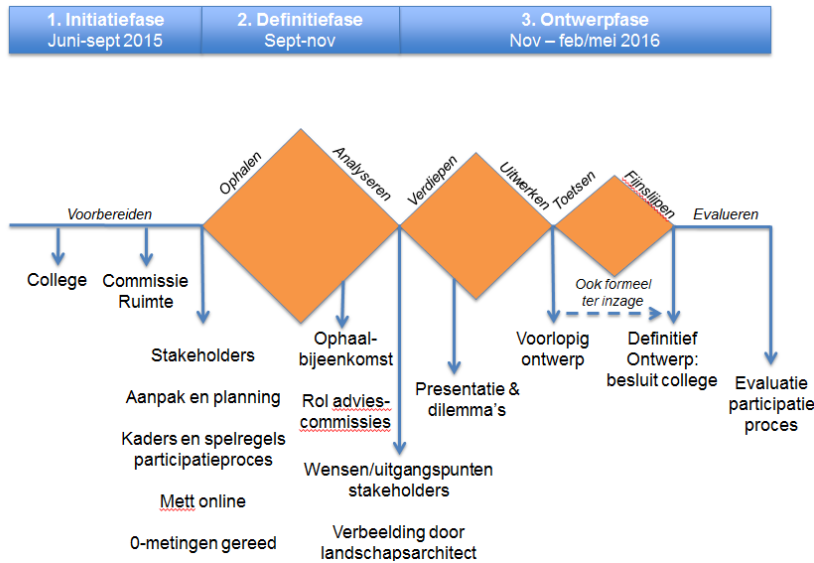 1. Initiatiefase
Juni-sept 2015
2. Definitiefase
Sept-nov
3. Ontwerpfase
Nov – feb/mei 2016
Voorbereiden
Ophalen
Analyseren
Verdiepen
Uitwerken
Toetsen
Fijnslijpen
Evalueren
College
Commissie
Ruimte
Stakeholders
Aanpak en planning
Kaders en spelregels
participatieproces
Mett online
0-metingen gereed
Ophaal-
bijeenkomst
Rol advies-
commissies
Wensen/uitgangspunten
stakeholders
Verbeelding door
landschapsarchitect
Presentatie &
dilemma's
Voorlopig
ontwerp
Ook formeel
ter inzage
Definitief
Ontwerp:
besluit college
Evaluatie
participatie
proces